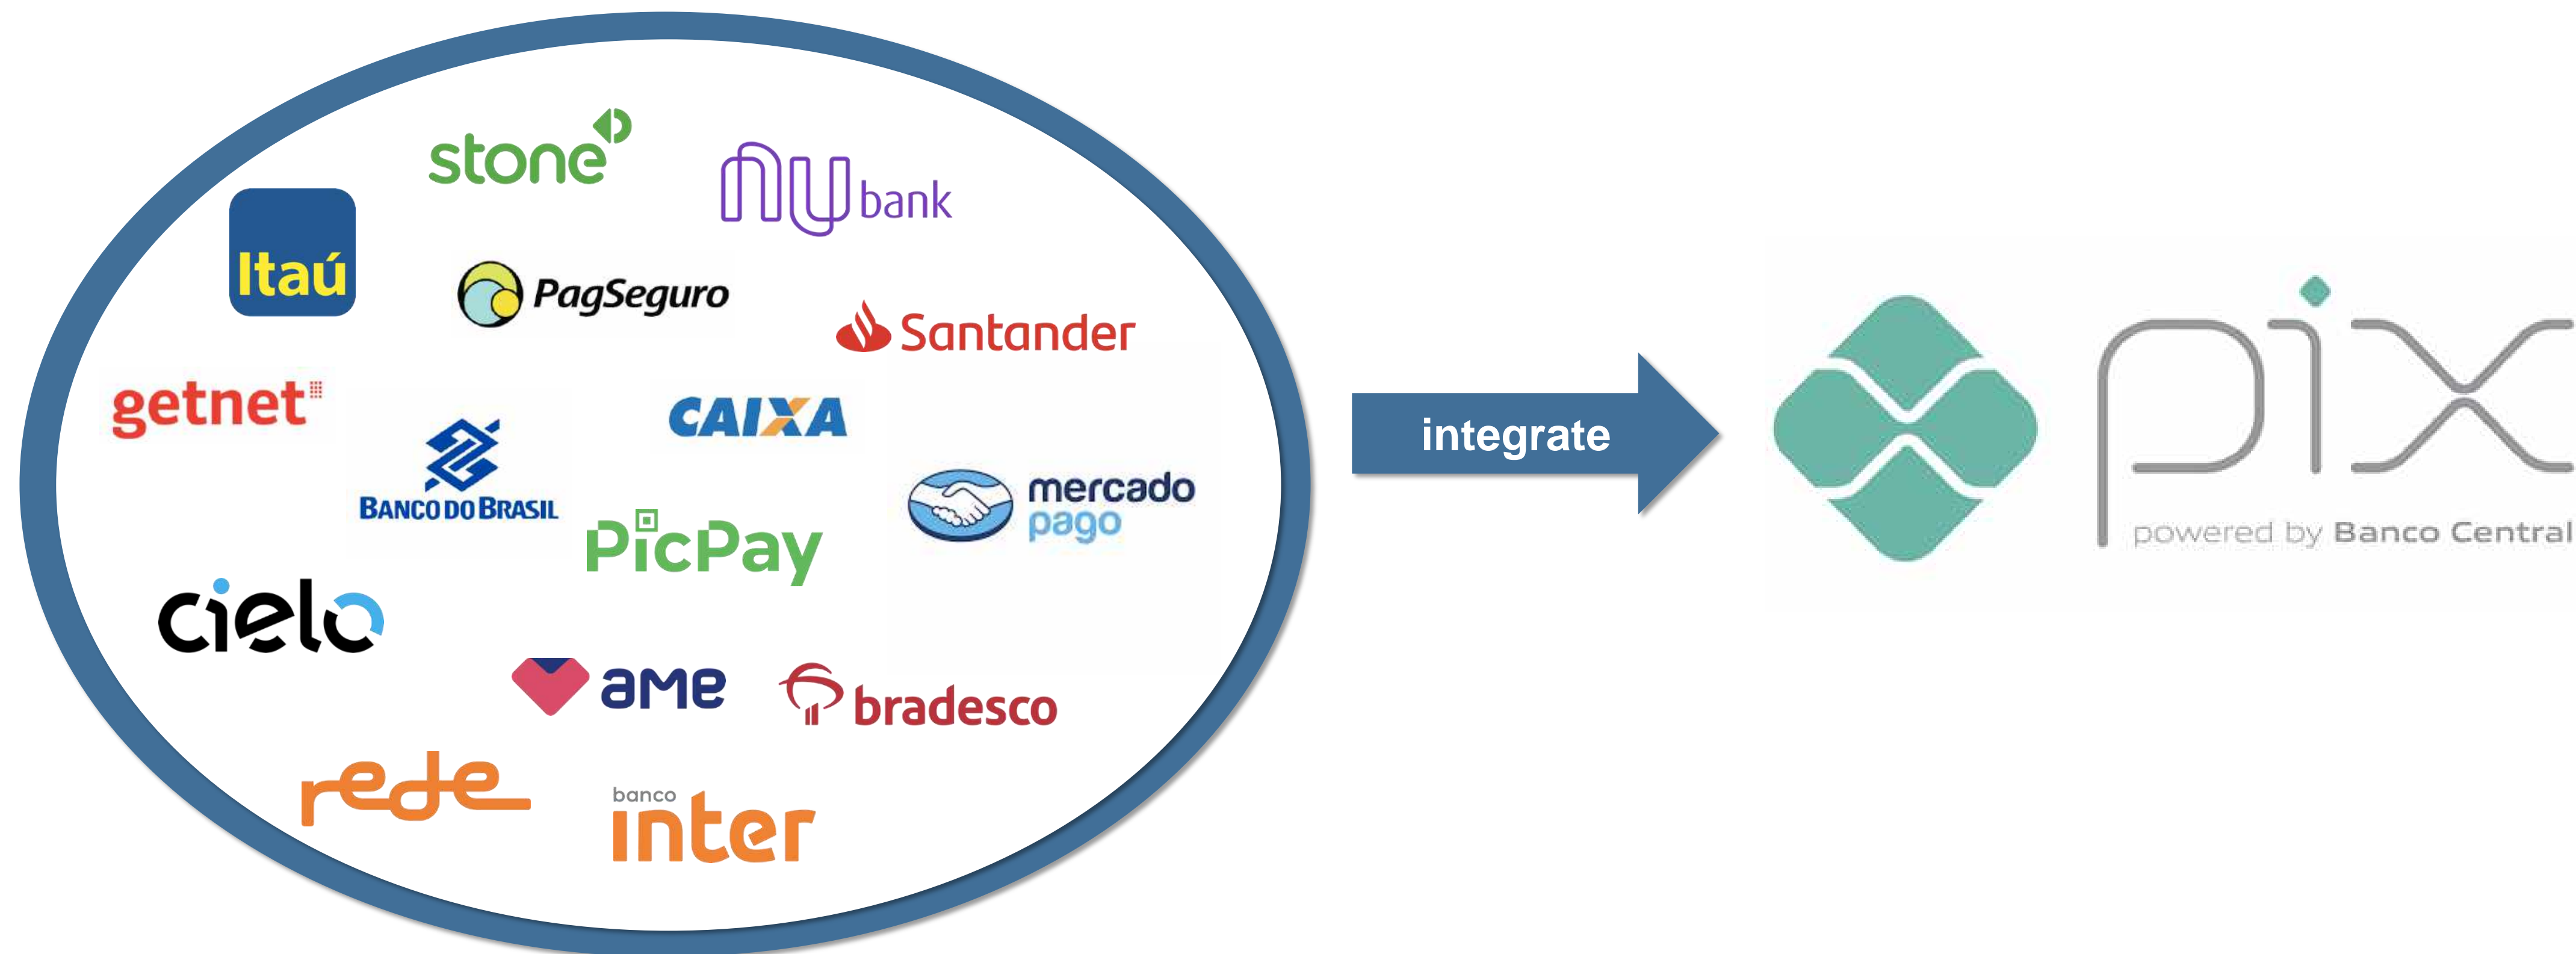 stone
nu bank
Itaú
PagSeguro
Santander
getnet
CAIXA
BANCO DO BRASIL
mercado
pago
PicPay
cielo
ame
bradesco
rede
banco
inter
integrate
pix
powered by Banco Central